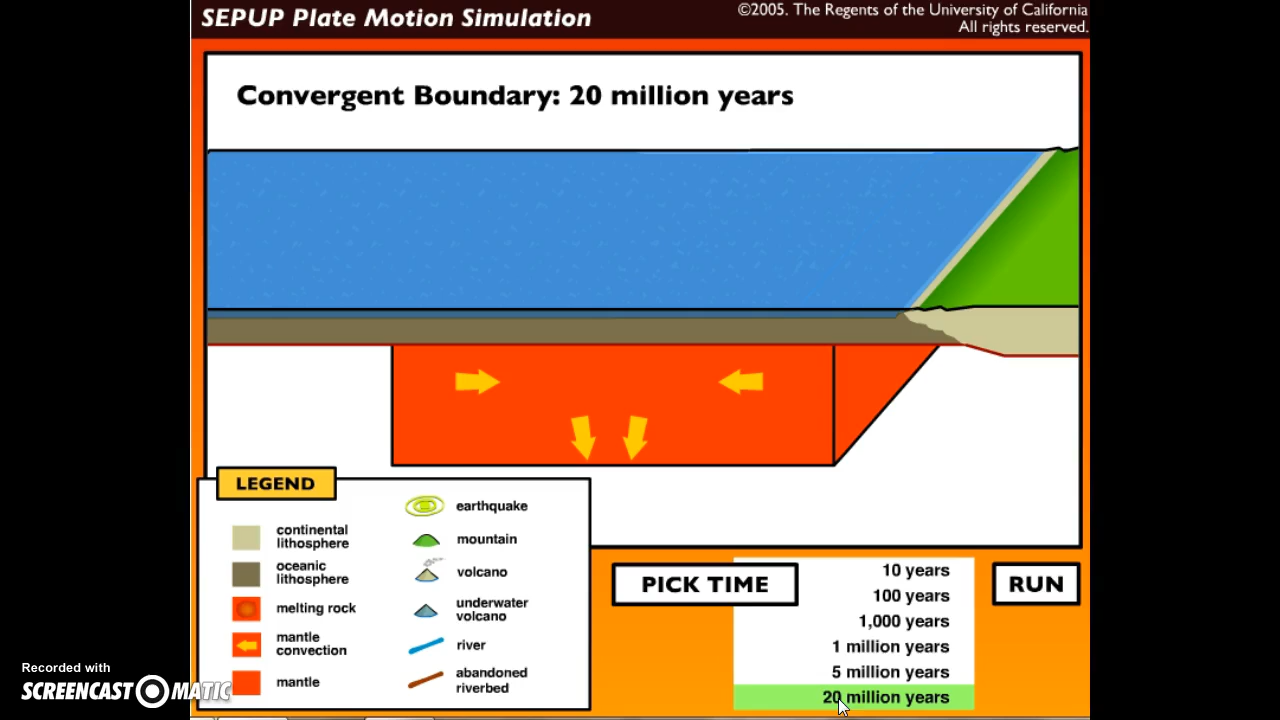 SEPUP Plate Motion Simulation
©2005. The Regents of the University of California
All rights reserved.
Convergent Boundary: 20 million years
LEGEND
continental
lithosphere
oceanic
lithosphere
melting rock
mantle
convection
mantle
earthquake
mountain
volcano
underwater
volcano
river
abandoned
riverbed
PICK TIME
10 years
100 years
1,000 years
1 million years
5 million years
20 million years
RUN
Recorded with
SCREENCAST MATIC